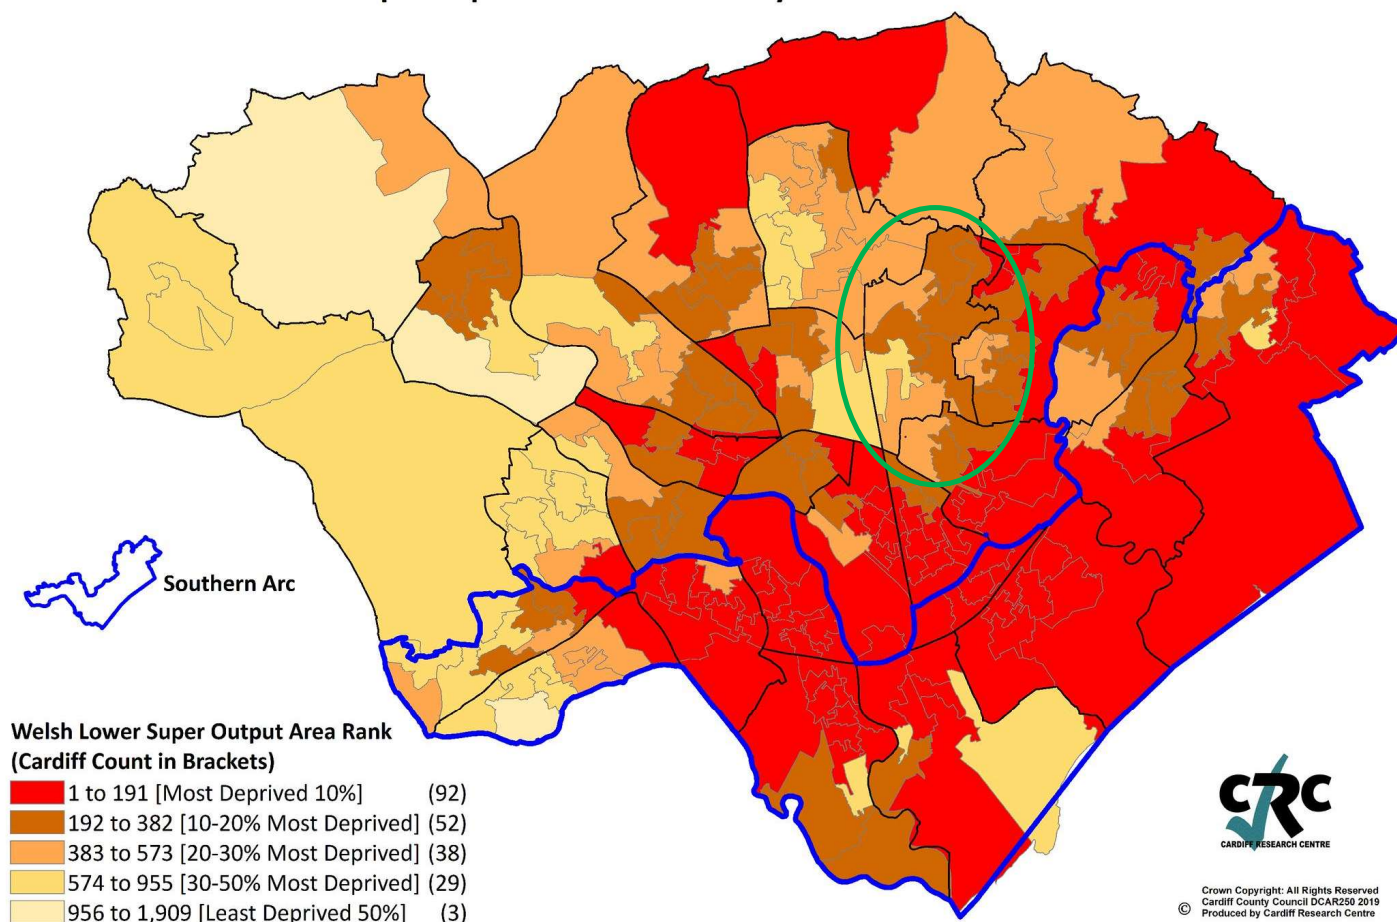 Southern Arc
Welsh Lower Super Output Area Rank
(Cardiff Count in Brackets)
1 to 191 [Most Deprived 10%] (92)
192 to 382 [10-20% Most Deprived] (52)
383 to 573 [20-30% Most Deprived] (38)
574 to 955 [30-50% Most Deprived] (29)
956 to 1,909 [Least Deprived 50%] (3)
CRC
CARDIFF RESEARCH CENTRE
Crown Copyright: All Rights Reserved
Cardiff County Council DCAR250 2019
© Produced by Cardiff Research Centre